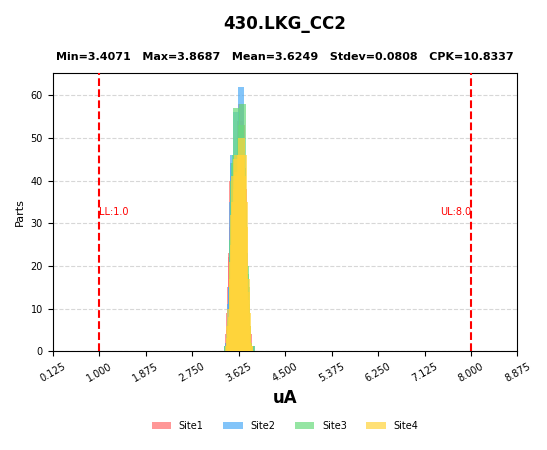 430.LKG_CC2
Min=3.4071 Max=3.8687 Mean=3.6249 Stdev=0.0808 CPK=10.8337
60
50
40
30
20
10
0
Parts
LL:1.0
UL:8.0
0.125 1.000 1.875 2.750 3.625 4.500 5.375 6.250 7.125 8.000 8.875
uA
Site1 Site2 Site3 Site4